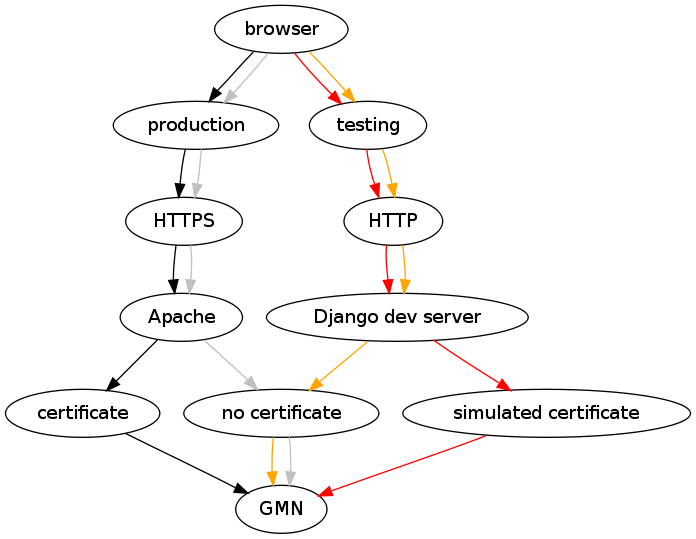 browser
production
testing
HTTPS
HTTP
Apache
Django dev server
certificate
no certificate
simulated certificate
GMN